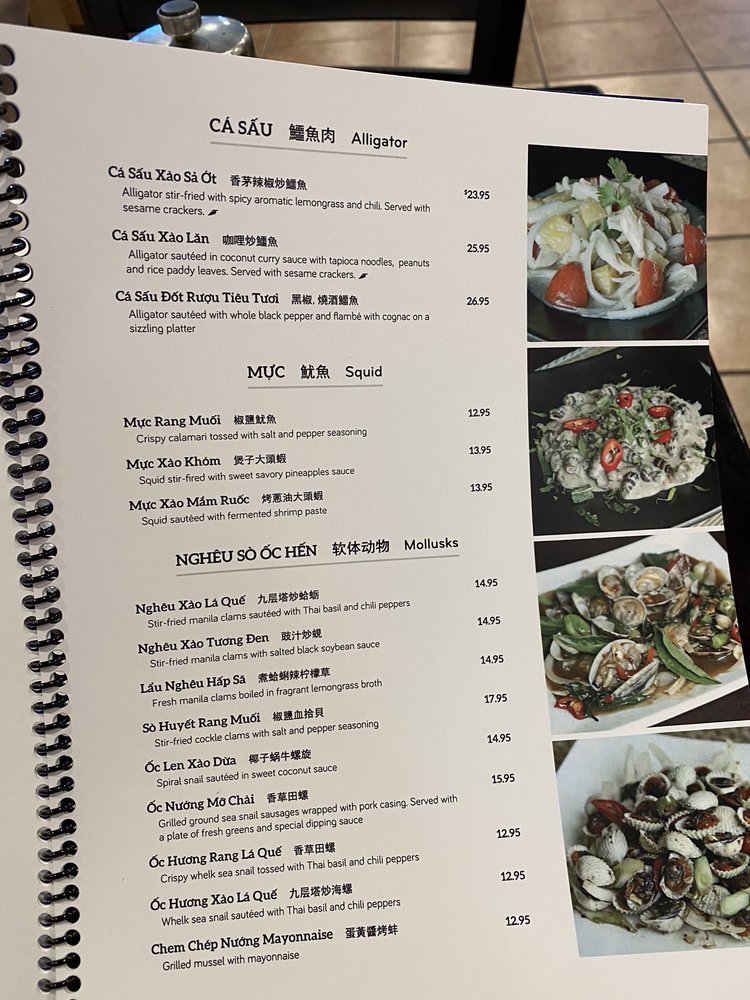 CÁ SẤU 鱷魚肉 Alligator
Cá Sấu Xào Sả Ớt 香茅辣椒炒鱷魚 $23.95
Alligator stir-fried with spicy aromatic lemongrass and chili. Served with
sesame crackers.
Cá Sấu Xào Lăn 咖哩炒鱷魚 25.95
Alligator sautéed in coconut curry sauce with tapioca noodles, peanuts
and rice paddy leaves. Served with sesame crackers.
Cá Sấu Đốt Rượu Tiêu Tươi 黑椒, 燒酒鱷魚 26.95
Alligator sautéed with whole black pepper and flambé with cognac on a
sizzling platter
MỰC 魷魚 Squid
Mực Rang Muối 椒鹽魷魚 12.95
Crispy calamari tossed with salt and pepper seasoning
Mực Xào Khóm 煲子大頭蝦 13.95
Squid stir-fired with sweet savory pineapples sauce
Mực Xào Mắm Ruốc 烤蔥油大頭蝦 13.95
Squid sautéed with fermented shrimp paste
NGHÊU SÒ ỐC HẾN 软体动物 Mollusks
Nghêu Xào Lá Quế 九层塔炒蛤蛎 14.95
Stir-fried manila clams sautéed with Thai basil and chili peppers
Nghêu Xào Tương Đen 豉汁炒蜆 14.95
Stir-fried manila clams with salted black soybean sauce
Lẩu Nghêu Hấp Sả 煮蛤蜊辣柠檬草 14.95
Fresh manila clams boiled in fragrant lemongrass broth
Sò Huyết Rang Muối 椒鹽血拾貝 17.95
Stir-fried cockle clams with salt and pepper seasoning
Ốc Len Xào Dừa 椰子蜗牛螺旋 14.95
Spiral snail sautéed in sweet coconut sauce
Ốc Nướng Mỡ Chài 香草田螺 15.95
Grilled ground sea snail sausages wrapped with pork casing. Served with
a plate of fresh greens and special dipping sauce
Ốc Hương Rang Lá Quế 香草田螺 12.95
Crispy whelk sea snail tossed with Thai basil and chili peppers
Ốc Hương Xào Lá Quế 九層塔炒海螺 12.95
Whelk sea snail sautéed with Thai basil and chili peppers
Chem Chép Nướng Mayonnaise 蛋黃醬烤蚌 12.95
Grilled mussel with mayonnaise